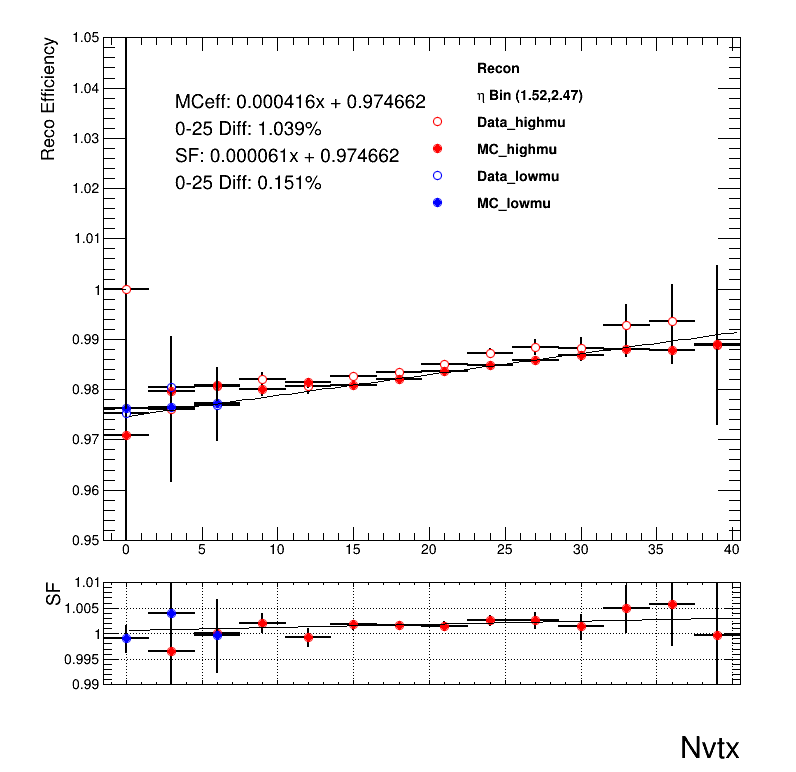 Reco Efficiency
1.05
1.04
1.03
1.02
1.01
1
0.99
0.98
0.97
0.96
0.95
MCeff: 0.000416x + 0.974662
0-25 Diff: 1.039%
SF: 0.000061x + 0.974662
0-25 Diff: 0.151%
Recon
η Bin (1.52,2.47)
Data_highmu
MC_highmu
Data_lowmu
MC_lowmu
0 5 10 15 20 25 30 35 40
SF
1.01
1.005
1
0.995
0.99
Nvtx